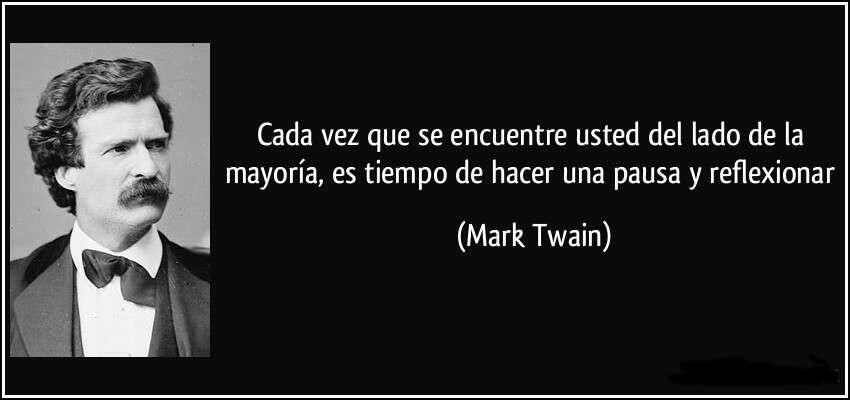 Cada vez que se encuentre usted del lado de la
mayoría, es tiempo de hacer una pausa y reflexionar
(Mark Twain)